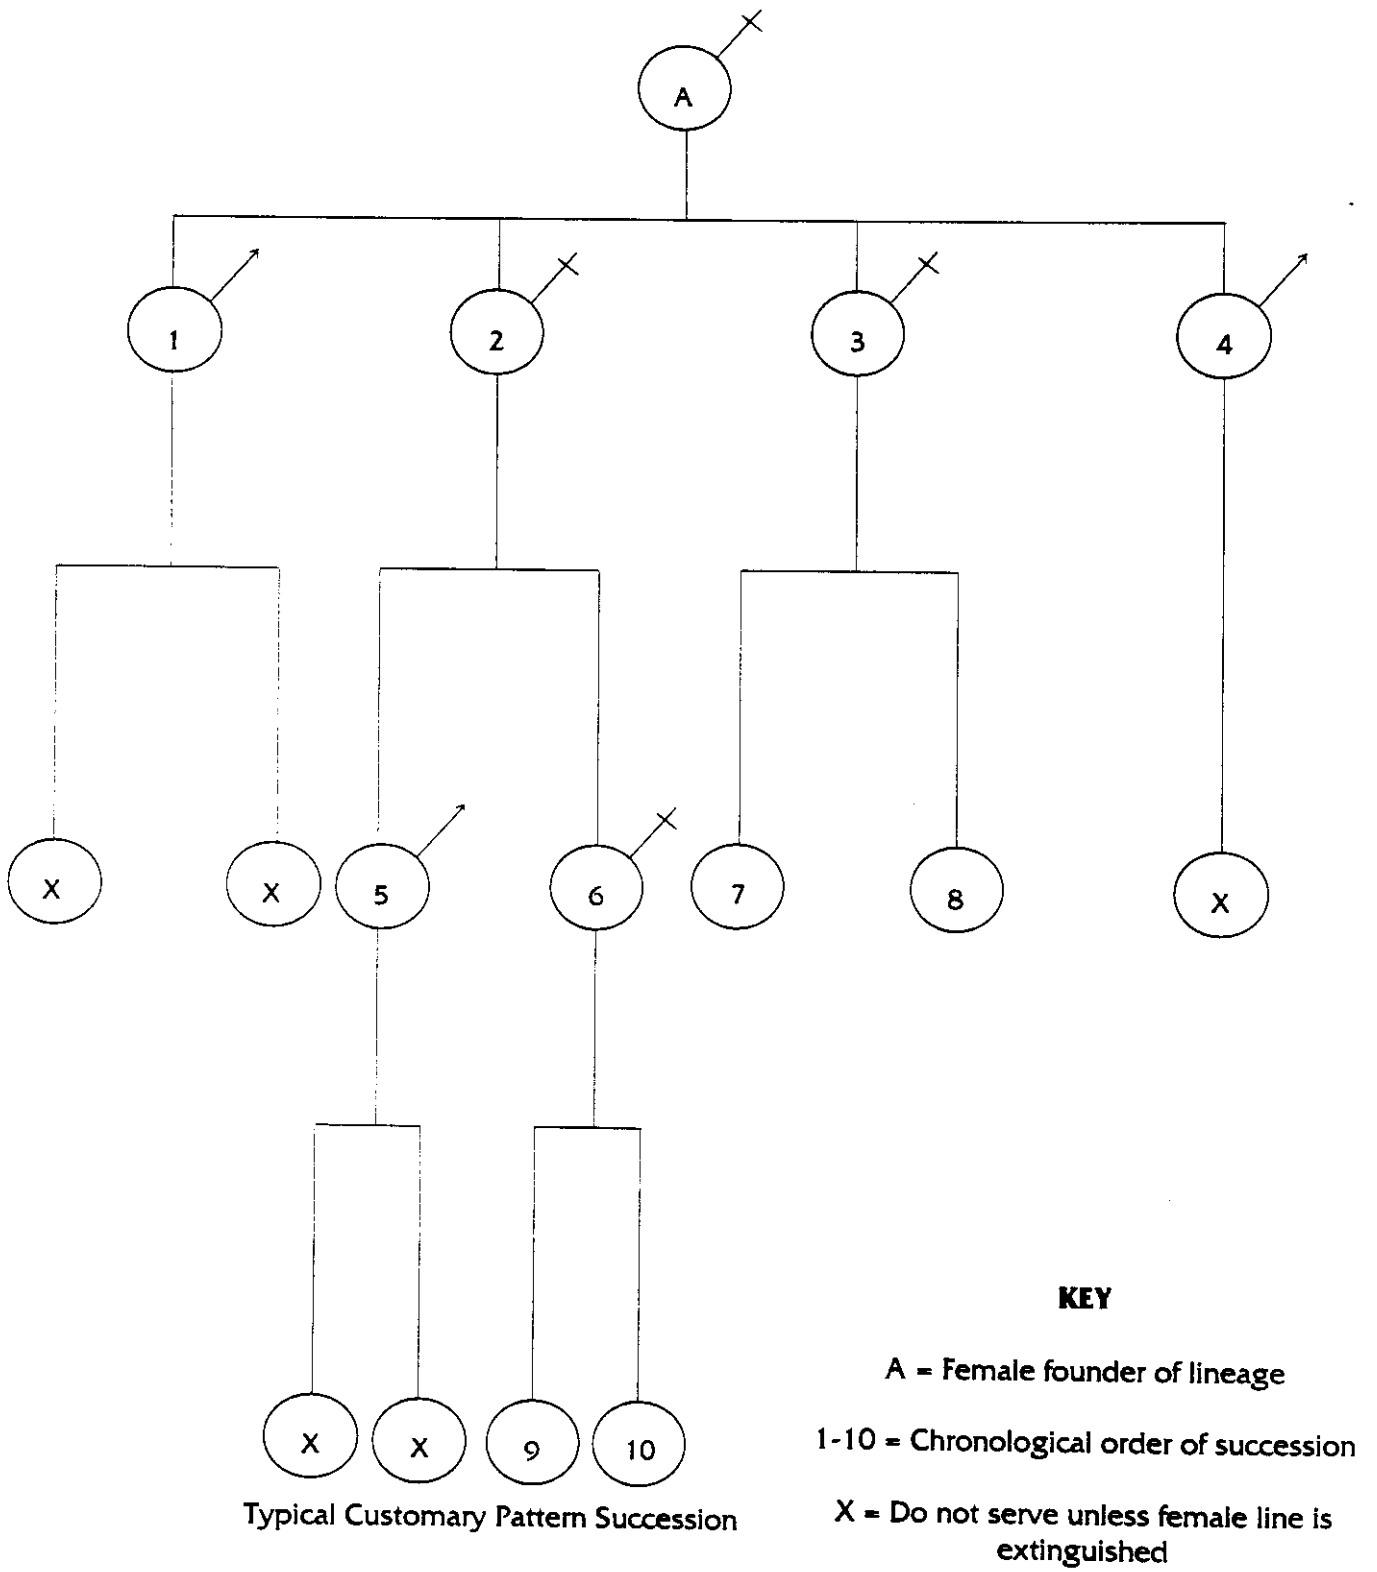 A
1
2
3
4
X
X
5
6
7
8
X
X
X
9
10
Typical Customary Pattern Succession
KEY
A = Female founder of lineage
1-10 = Chronological order of succession
X = Do not serve unless female line is
extinguished